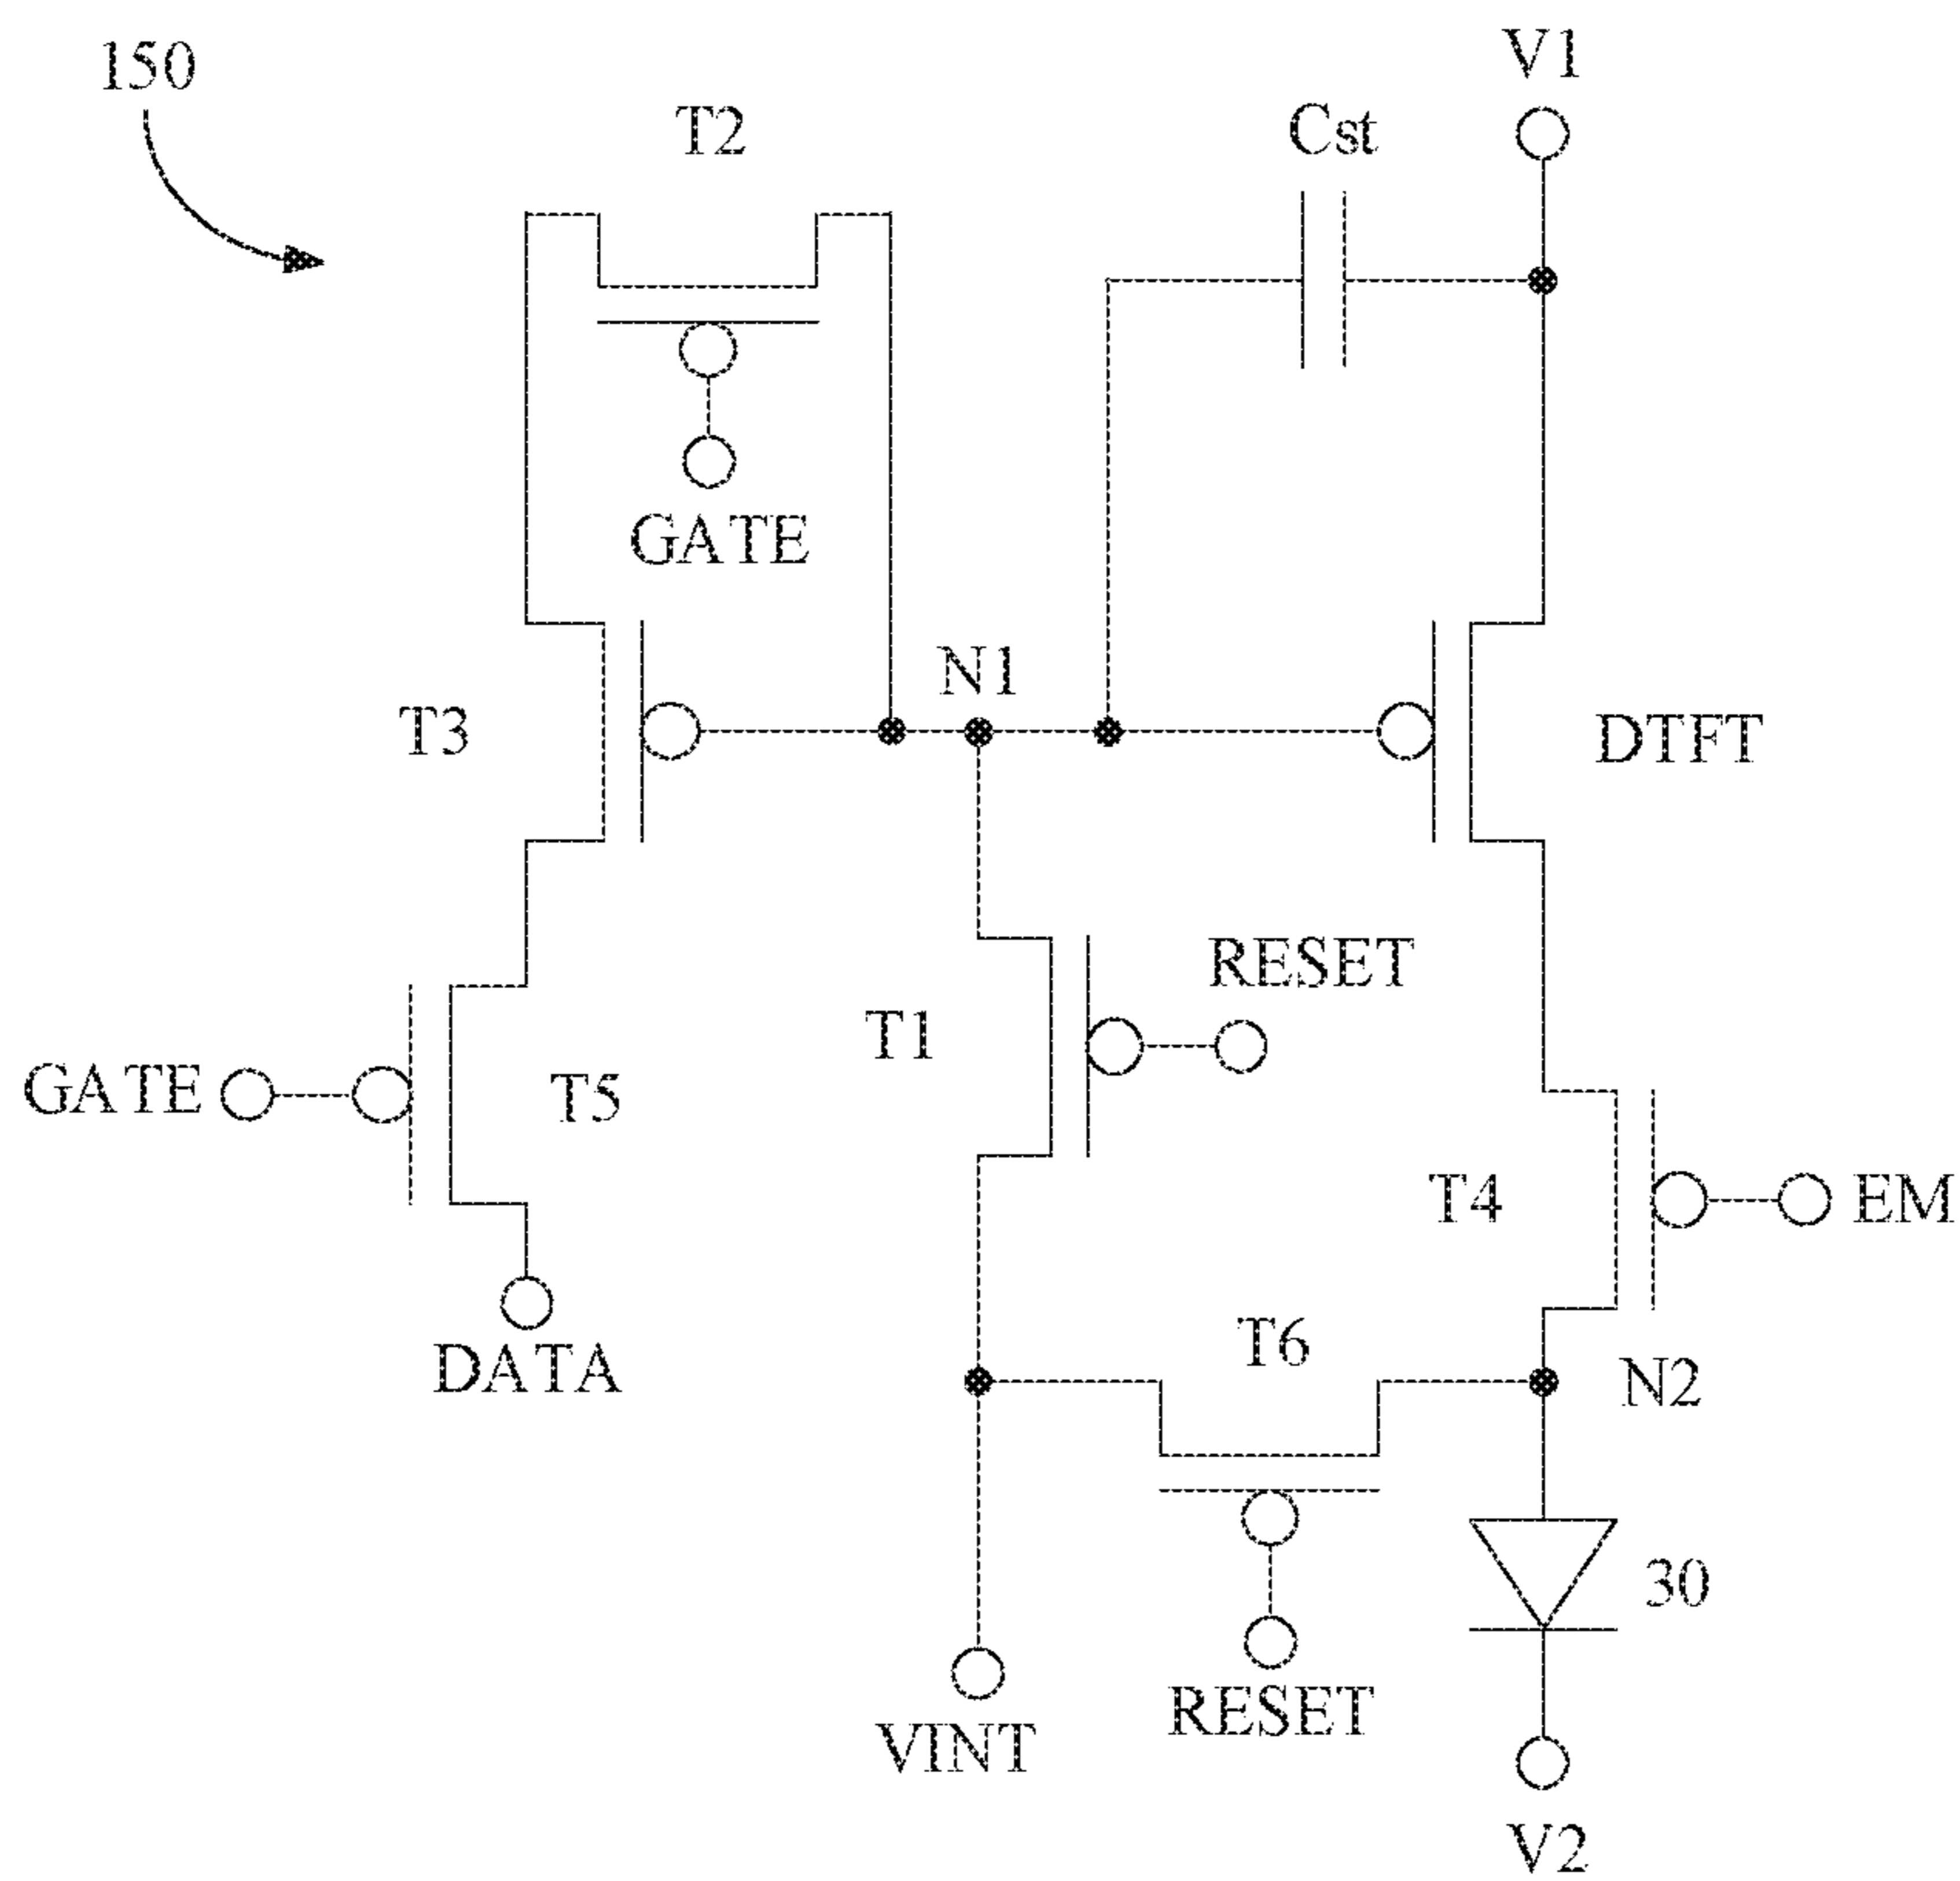 150
V1
T2
Cst
GATE
N1
T3
DTFT
RESET
T1
GATE
T5
T4
EM
DATA
T6
N2
30
VINT
RESET
V2